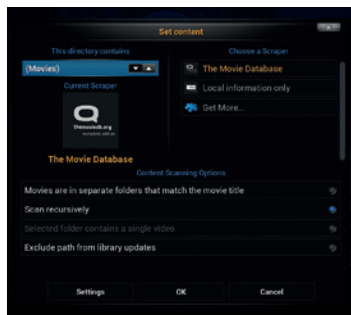 Set content
This directory contains
Choose a Scraper
(Movies)
The Movie Database
Current Scraper
Local information only
Get More...
themoviedb.org
The Movie Database
Content Scanning Options
Movies are in separate folders that match the movie title
Scan recursively
Selected folder contains a single video
Exclude path from library updates
Settings
OK
Cancel